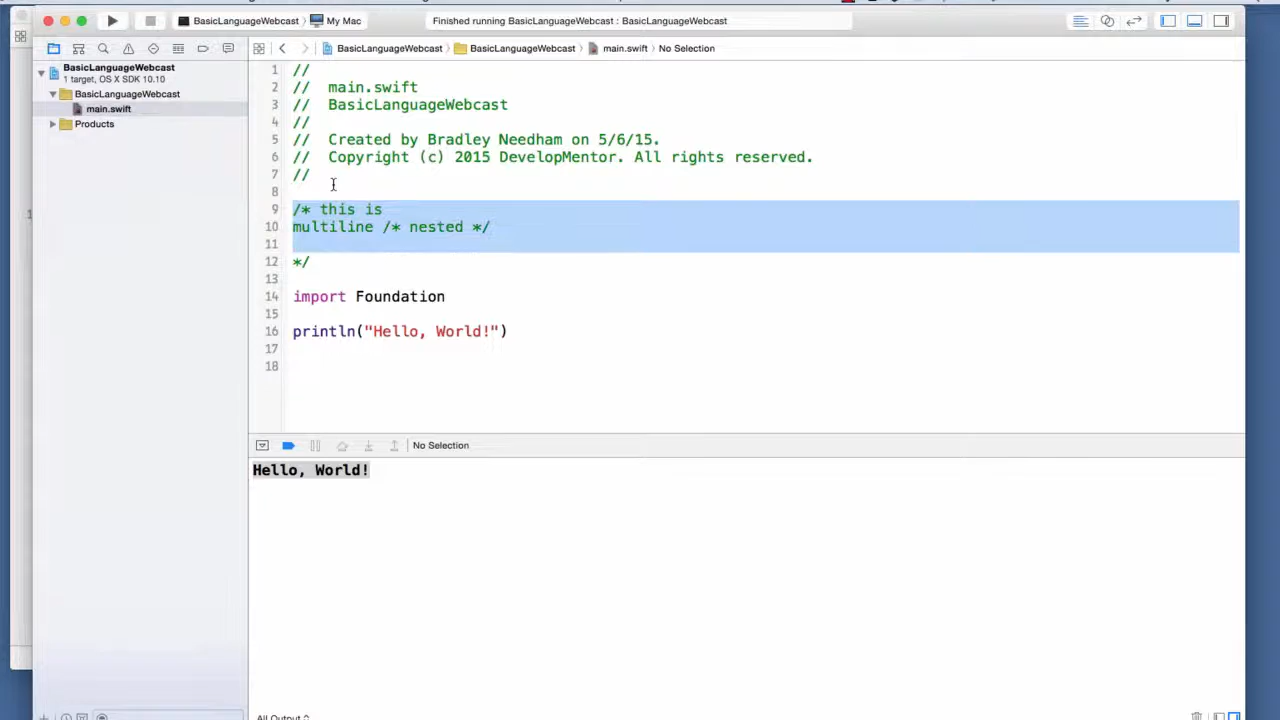 BasicLanguageWebcast My Mac Finished running BasicLanguageWebcast : BasicLanguageWebcast
BasicLanguageWebcast BasicLanguageWebcast main.swift No Selection
BasicLanguageWebcast
1 target, OS X SDK 10.10
BasicLanguageWebcast
main.swift
Products
1 //
2 // main.swift
3 // BasicLanguageWebcast
4 //
5 // Created by Bradley Needham on 5/6/15.
6 // Copyright (c) 2015 DevelopMentor. All rights reserved.
7 //
8
9 /* this is
10 multiline /* nested */
11
12 */
13
14 import Foundation
15
16 println("Hello, World!")
17
18
No Selection
Hello, World!
All Output
1